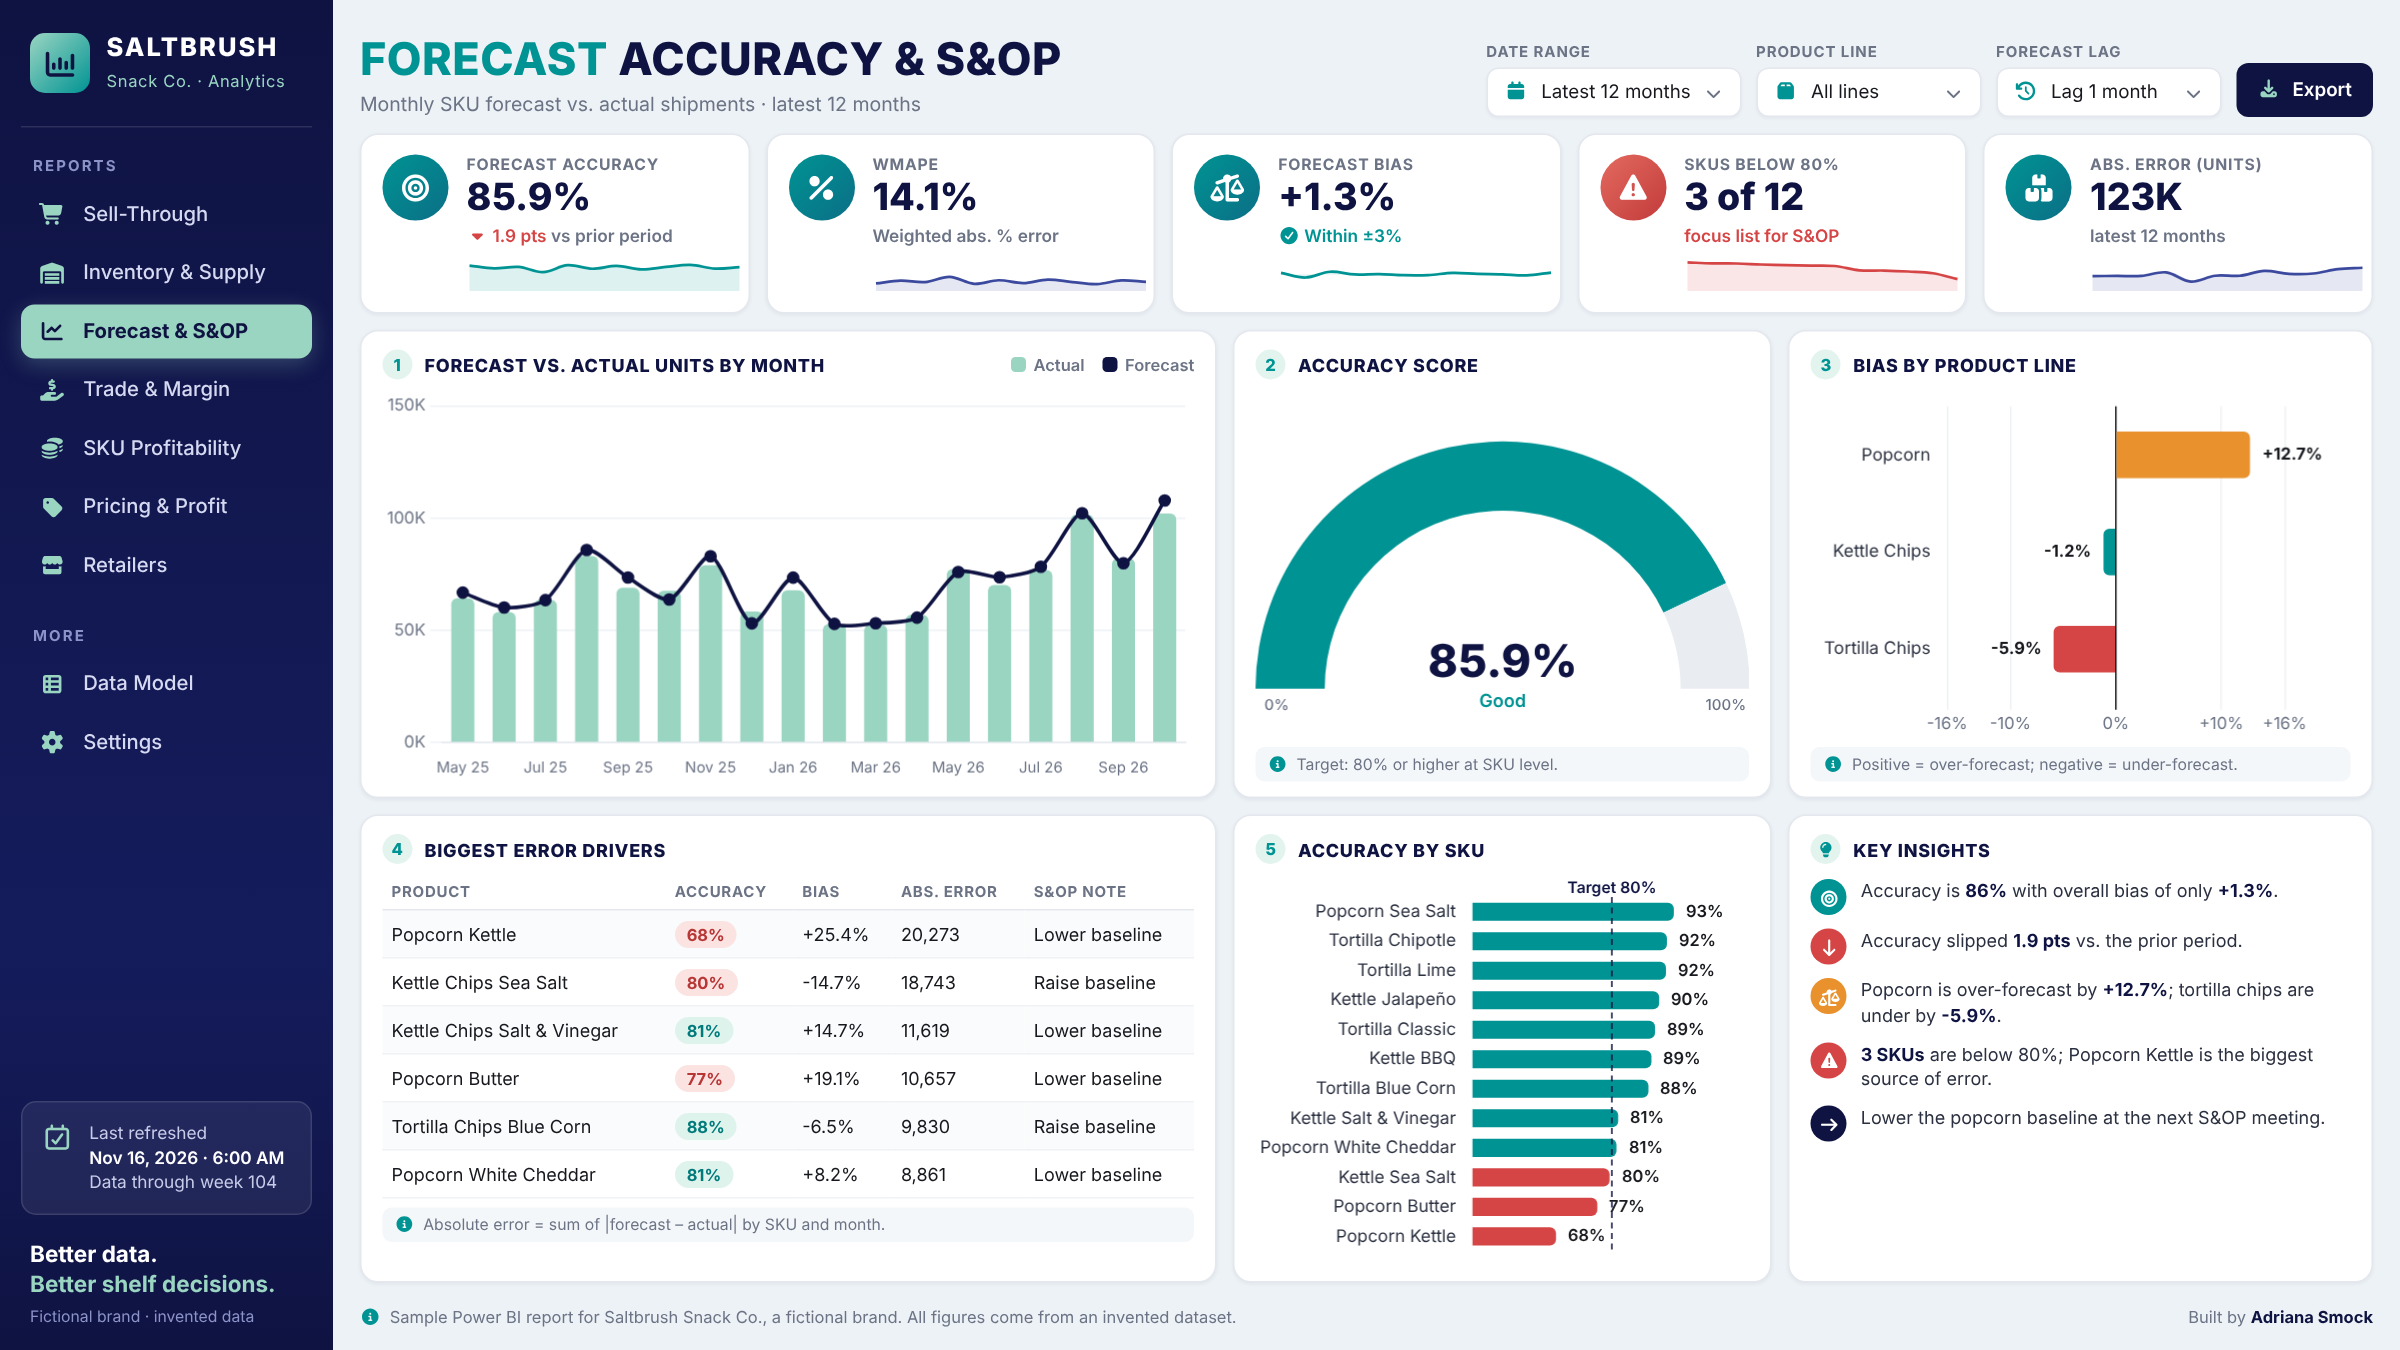 SALTBRUSH
Snack Co. · Analytics
REPORTS
Sell-Through
Inventory & Supply
Forecast & S&OP
Trade & Margin
SKU Profitability
Pricing & Profit
Retailers
MORE
Data Model
Settings
Last refreshed
Nov 16, 2026 · 6:00 AM
Data through week 104
Better data.
Better shelf decisions.
Fictional brand · invented data
FORECAST ACCURACY & S&OP
Monthly SKU forecast vs. actual shipments · latest 12 months
DATE RANGE
Latest 12 months
PRODUCT LINE
All lines
FORECAST LAG
Lag 1 month
Export
FORECAST ACCURACY
85.9%
1.9 pts vs prior period
WMAPE
14.1%
Weighted abs. % error
FORECAST BIAS
+1.3%
Within ±3%
SKUS BELOW 80%
3 of 12
focus list for S&OP
ABS. ERROR (UNITS)
123K
latest 12 months
1 FORECAST VS. ACTUAL UNITS BY MONTH
Actual Forecast
150K
100K
50K
0K
May 25 Jul 25 Sep 25 Nov 25 Jan 26 Mar 26 May 26 Jul 26 Sep 26
2 ACCURACY SCORE
85.9%
Good
0% 100%
Target: 80% or higher at SKU level.
3 BIAS BY PRODUCT LINE
Popcorn +12.7%
Kettle Chips -1.2%
Tortilla Chips -5.9%
-16% -10% 0% +10% +16%
Positive = over-forecast; negative = under-forecast.
4 BIGGEST ERROR DRIVERS
PRODUCT ACCURACY BIAS ABS. ERROR S&OP NOTE
Popcorn Kettle 68% +25.4% 20,273 Lower baseline
Kettle Chips Sea Salt 80% -14.7% 18,743 Raise baseline
Kettle Chips Salt & Vinegar 81% +14.7% 11,619 Lower baseline
Popcorn Butter 77% +19.1% 10,657 Lower baseline
Tortilla Chips Blue Corn 88% -6.5% 9,830 Raise baseline
Popcorn White Cheddar 81% +8.2% 8,861 Lower baseline
Absolute error = sum of |forecast – actual| by SKU and month.
5 ACCURACY BY SKU
Target 80%
Popcorn Sea Salt 93%
Tortilla Chipotle 92%
Tortilla Lime 92%
Kettle Jalapeño 90%
Tortilla Classic 89%
Kettle BBQ 89%
Tortilla Blue Corn 88%
Kettle Salt & Vinegar 81%
Popcorn White Cheddar 81%
Kettle Sea Salt 80%
Popcorn Butter 77%
Popcorn Kettle 68%
KEY INSIGHTS
Accuracy is 86% with overall bias of only +1.3%.
Accuracy slipped 1.9 pts vs. the prior period.
Popcorn is over-forecast by +12.7%; tortilla chips are
under by -5.9%.
3 SKUs are below 80%; Popcorn Kettle is the biggest
source of error.
Lower the popcorn baseline at the next S&OP meeting.
Sample Power BI report for Saltbrush Snack Co., a fictional brand. All figures come from an invented dataset.
Built by Adriana Smock